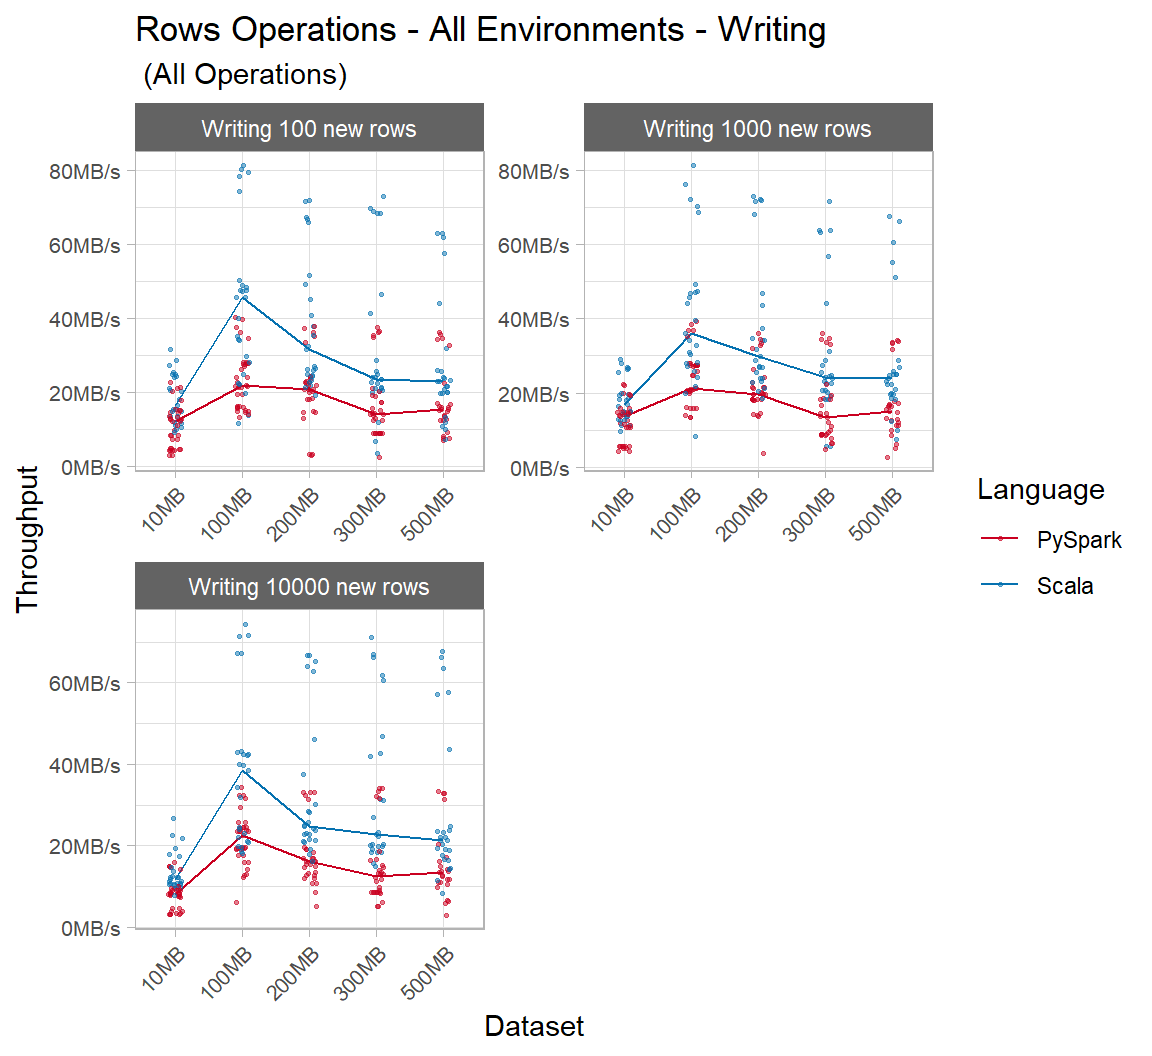 Rows Operations - All Environments - Writing
(All Operations)
Writing 100 new rows
80MB/s
60MB/s
40MB/s
20MB/s
0MB/s
10MB
100MB
200MB
300MB
500MB
Writing 1000 new rows
80MB/s
60MB/s
40MB/s
20MB/s
0MB/s
10MB
100MB
200MB
300MB
500MB
Writing 10000 new rows
60MB/s
40MB/s
20MB/s
0MB/s
10MB
100MB
200MB
300MB
500MB
Throughput
Dataset
Language
PySpark
Scala